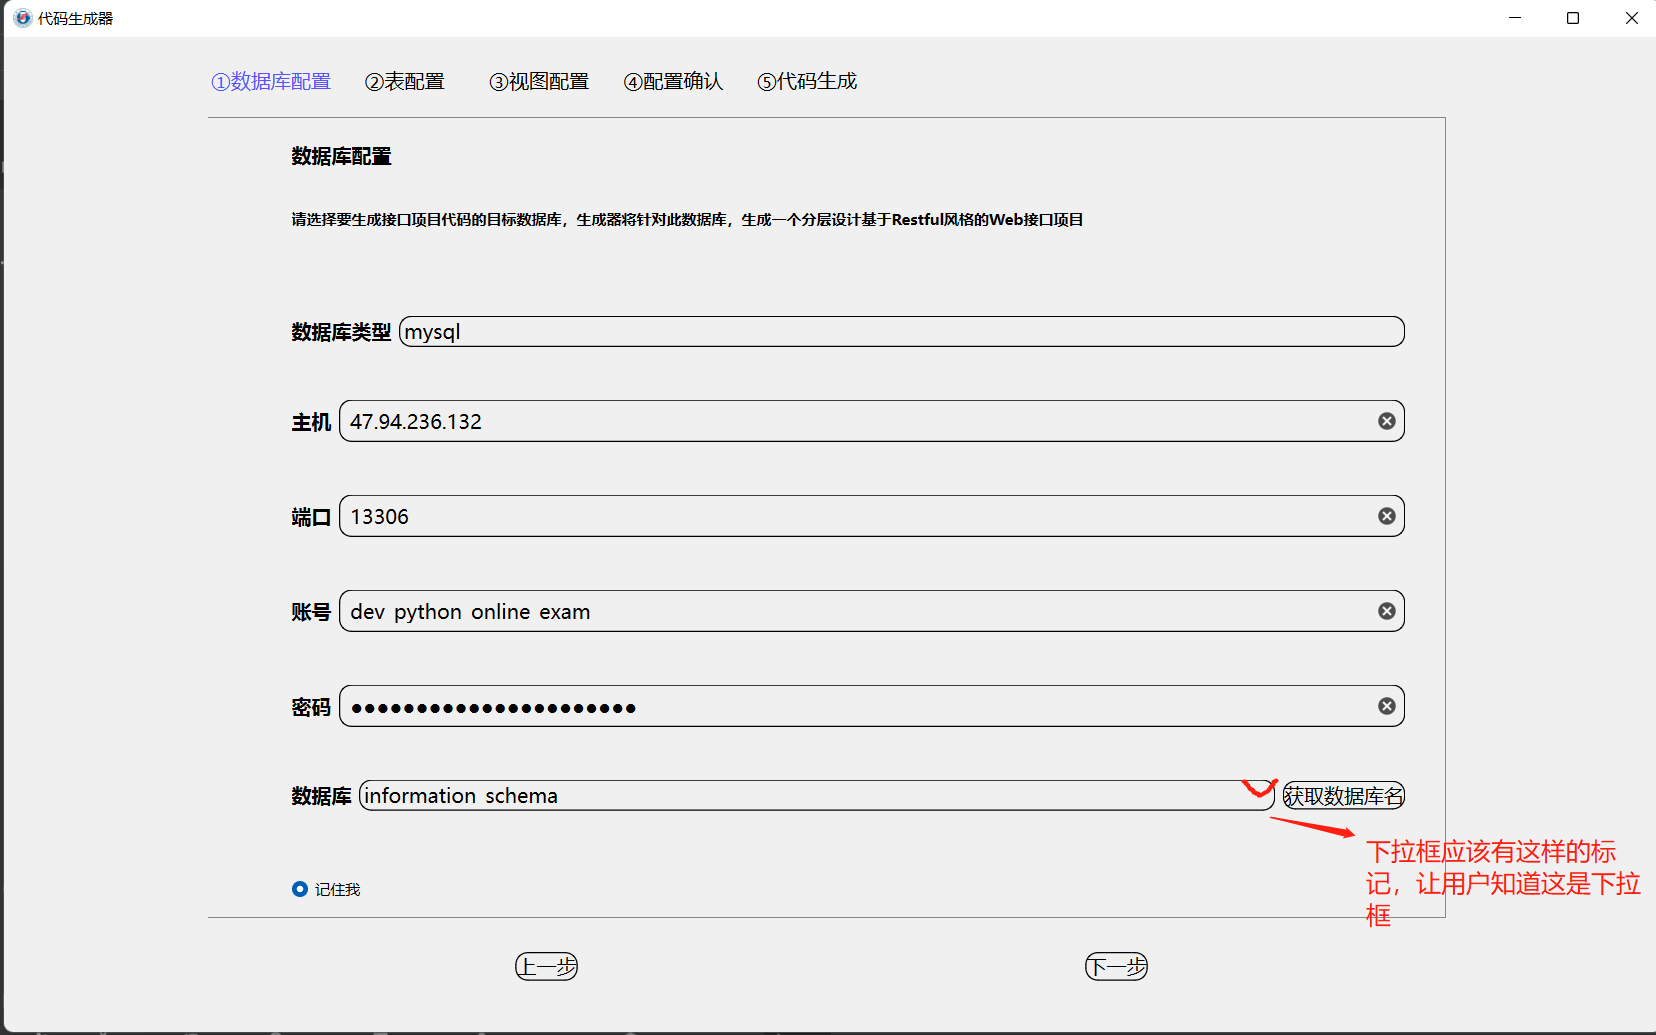 代码生成器
①数据库配置 ②表配置 ③视图配置 ④配置确认 ⑤代码生成
数据库配置
请选择要生成接口项目代码的目标数据库，生成器将针对此数据库，生成一个分层设计基于Restful风格的Web接口项目
数据库类型 mysql
主机 47.94.236.132
端口 13306
账号 dev python online exam
密码 ●●●●●●●●●●●●●●●●●●●●●●
数据库 information schema 获取数据库名
下拉框应该有这样的标
记，让用户知道这是下拉
框
记住我
上一步 下一步